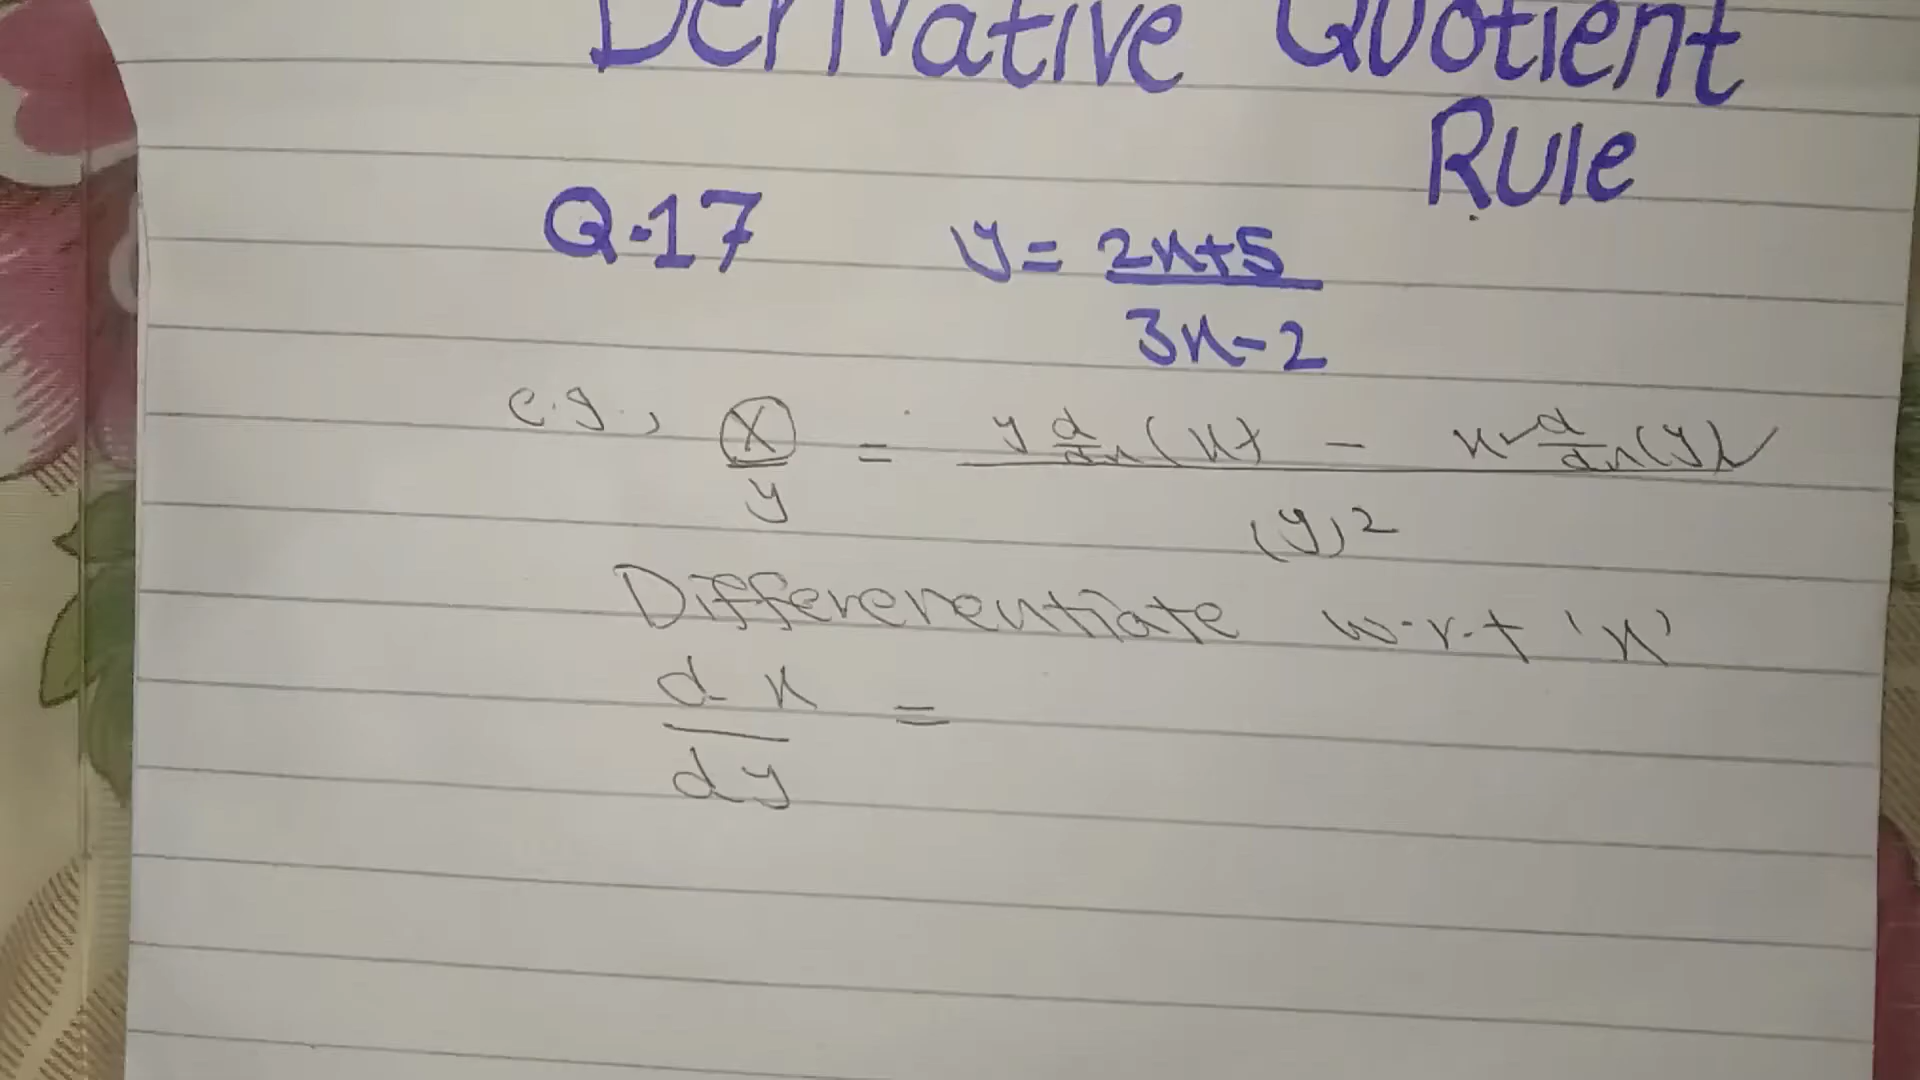 Derivative Quotient
Rule
Q.17 y = 2x+5
3x-2
e.g., x/y = y d/dx (x) - x d/dx (y)
(y)2
Differerentiate w.r.t 'x'
dx
dy =